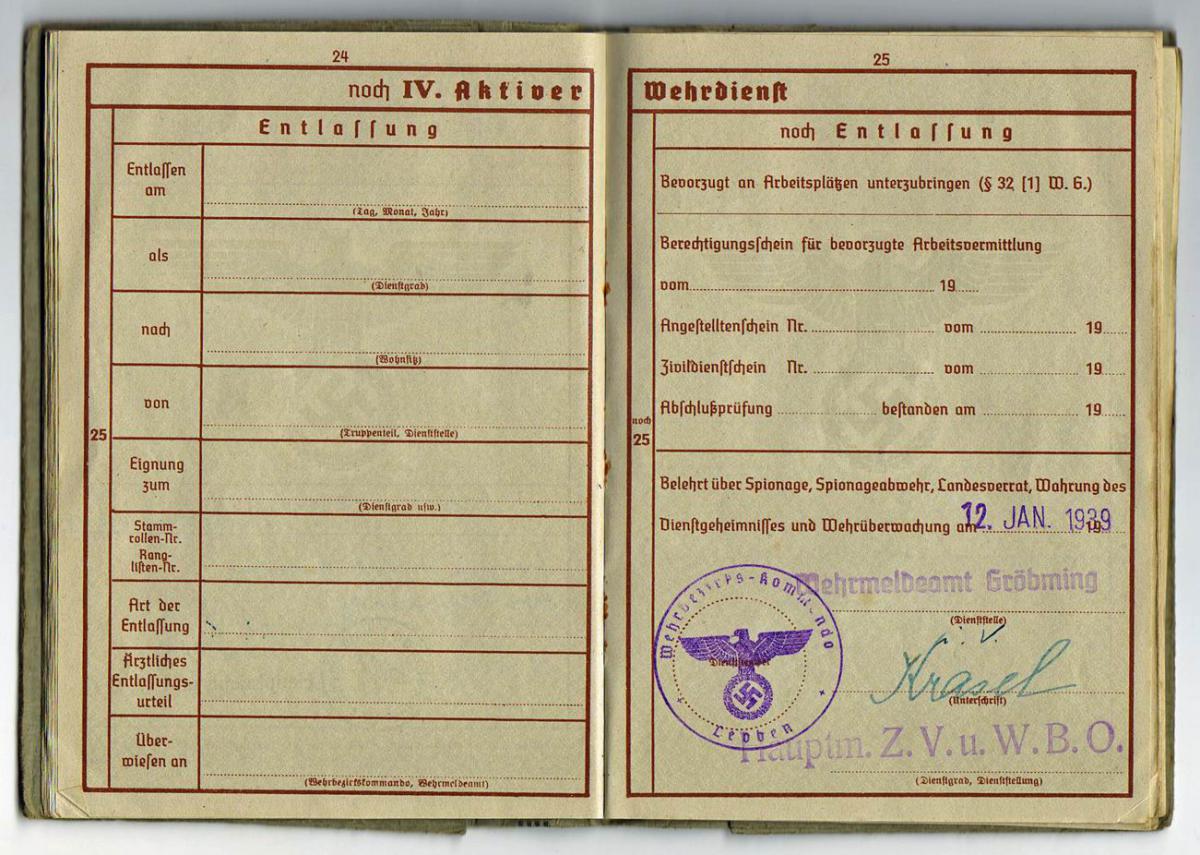 24
noch IV. Aktiver
Entlassung
Entlassen
am
(Tag, Monat, Jahr)
als
(Dienstgrad)
nach
(Wohnsitz)
von
(Truppenteil, Dienststelle)
25
Eignung
zum
(Dienstgrad usw.)
Stamm-
rollen-Nr.
Rang-
listen-Nr.
Art der
Entlassung
Ärztliches
Entlassungs-
urteil
Über-
wiesen an
(Wehrbezirkskommando, Wehrmeldeamt)
25
Wehrdienst
noch Entlassung
Bevorzugt an Arbeitsplätzen unterzubringen (§ 32 [1] W. G.)
Berechtigungsschein für bevorzugte Arbeitsvermittlung
vom 19
Angestelltenschein Nr. vom 19
Zivildienstschein Nr. vom 19
Abschlußprüfung bestanden am 19
noch
25
Belehrt über Spionage, Spionageabwehr, Landesverrat, Wahrung des
Dienstgeheimnisses und Wehrüberwachung am 12. JAN. 1939
Wehrmeldeamt Gröbming
(Dienststelle)
Wehrbezirks-Kommando
Leoben
(Unterschrift)
Hauptm. Z. V. u. W. B. O.
(Dienstgrad, Dienststellung)